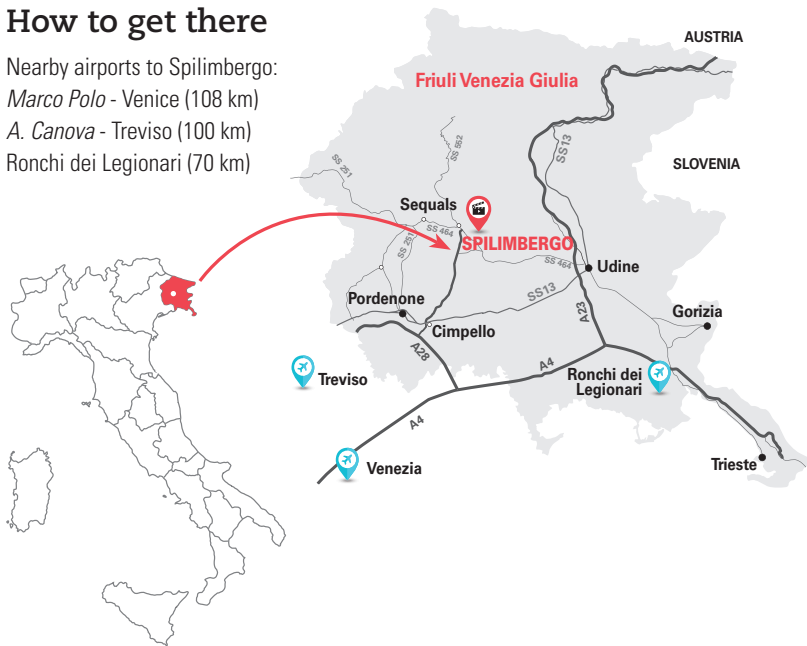 How to get there
Nearby airports to Spilimbergo:
Marco Polo - Venice (108 km)
A. Canova - Treviso (100 km)
Ronchi dei Legionari (70 km)
AUSTRIA
Friuli Venezia Giulia
SS13
SS 552
SS 251
SLOVENIA
Sequals
SS 464
SPILIMBERGO
SS 251
SS 464
Udine
SS13
Pordenone
A23
Gorizia
Cimpello
A28
A4
Treviso
Ronchi dei
Legionari
A4
Venezia
Trieste